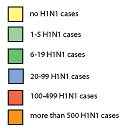 no H1N1 cases
1-5 H1N1 cases
6-19 H1N1 cases
20-99 H1N1 cases
100-499 H1N1 cases
more than 500 H1N1 cases